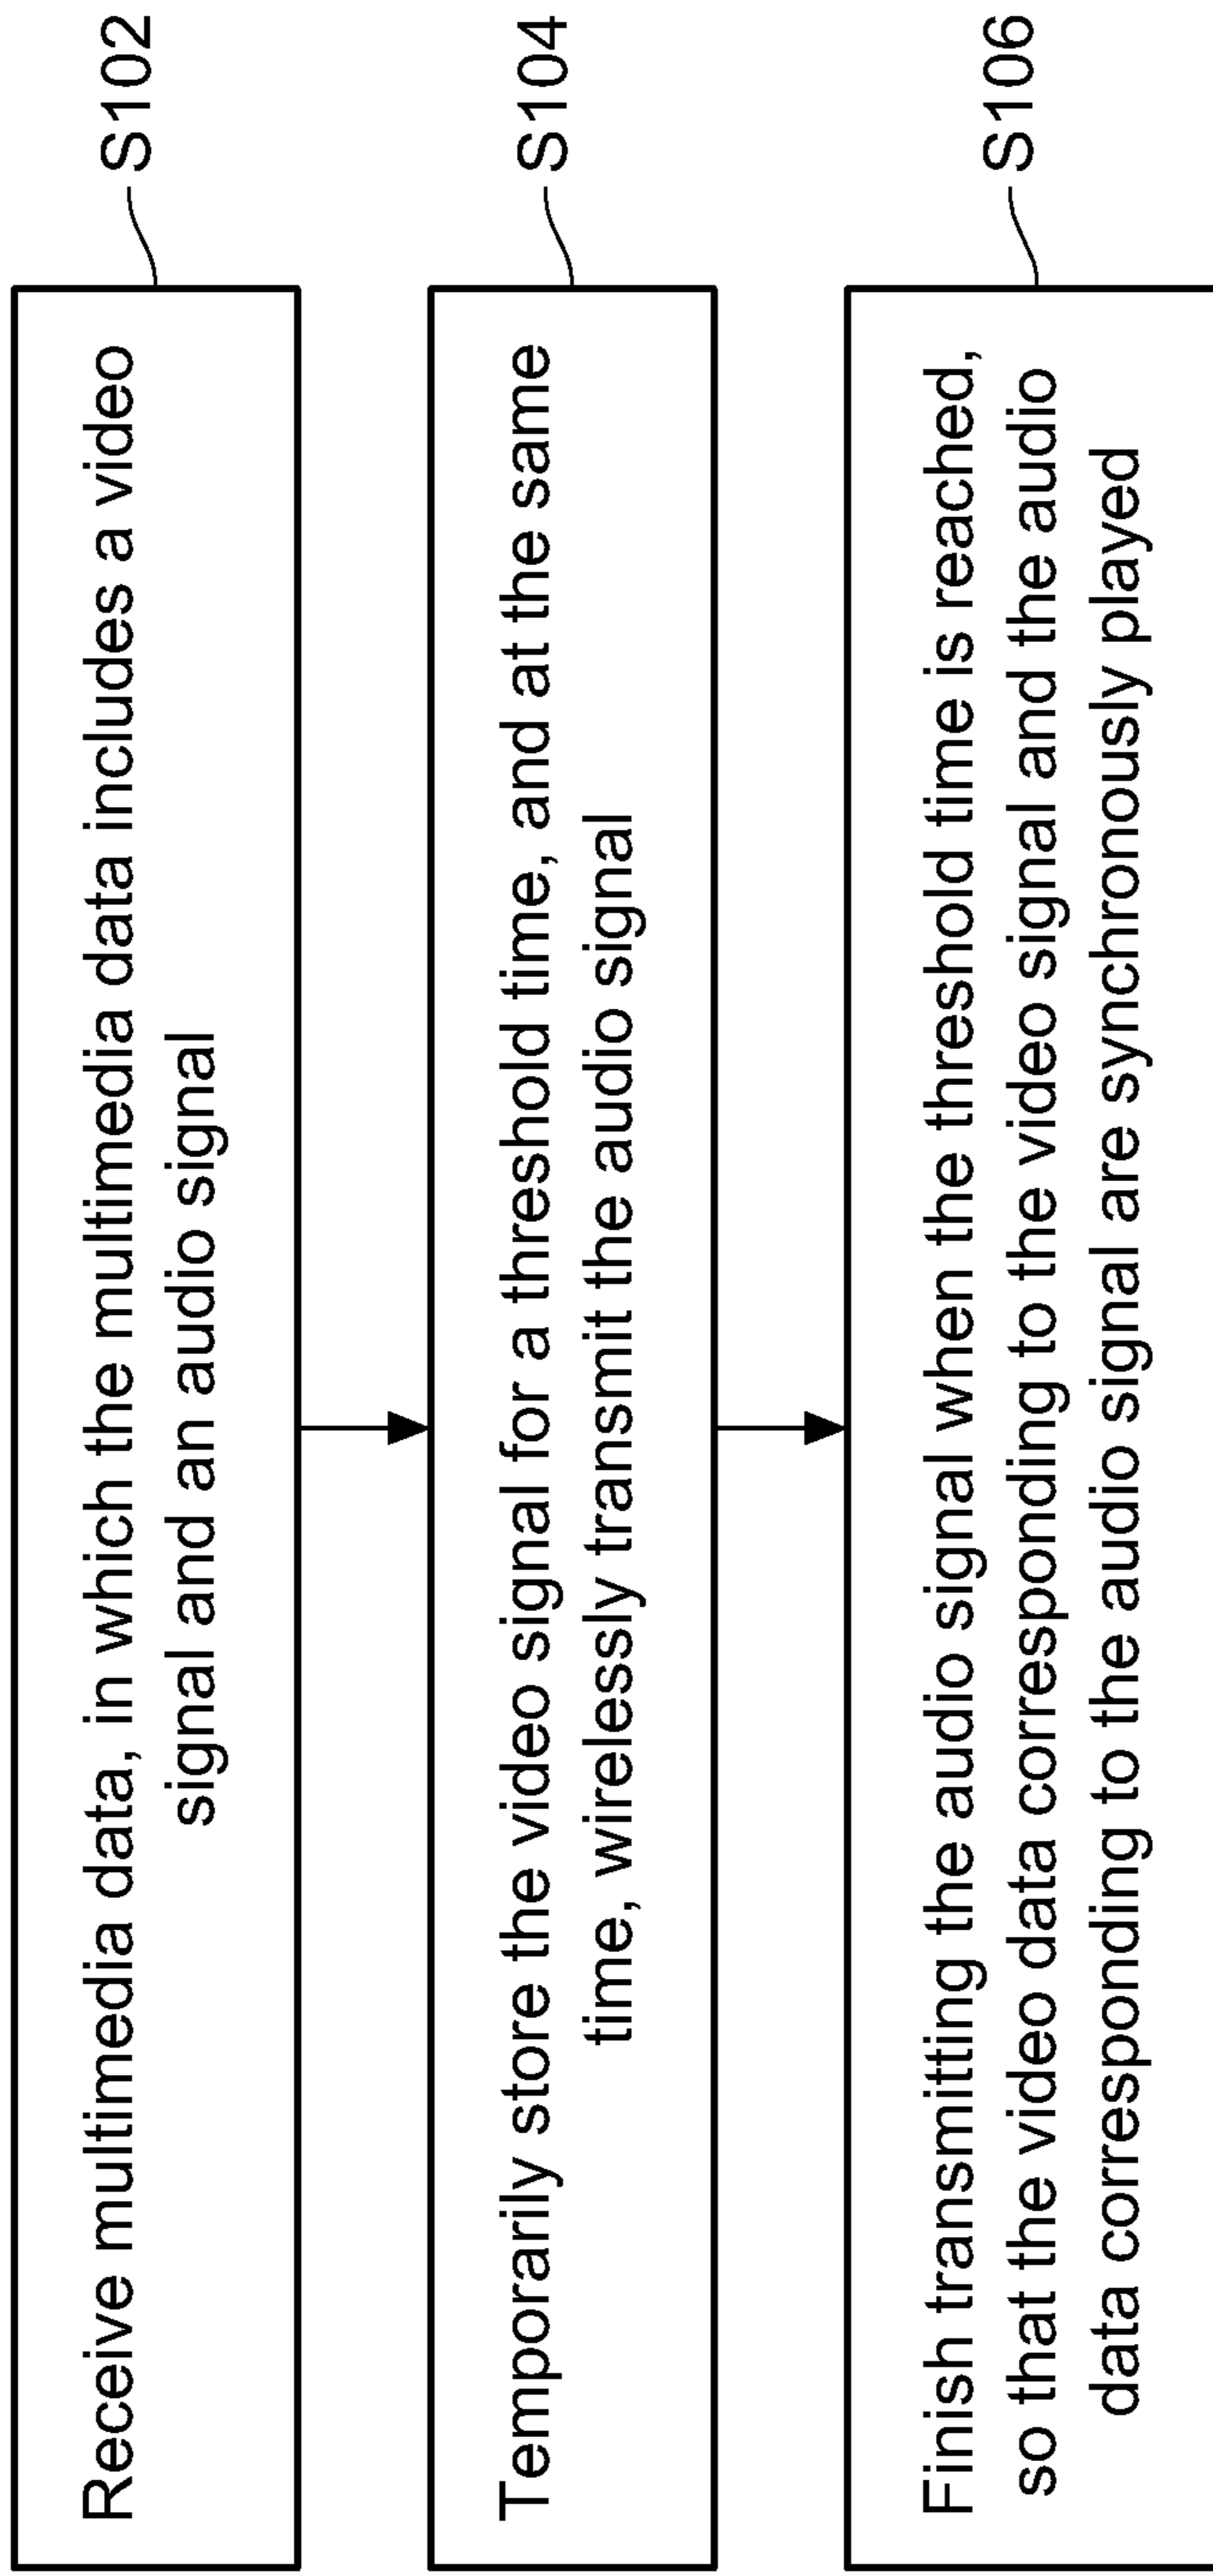 Receive multimedia data, in which the multimedia data includes a video
signal and an audio signal
S102
Temporarily store the video signal for a threshold time, and at the same
time, wirelessly transmit the audio signal
S104
Finish transmitting the audio signal when the threshold time is reached,
so that the video data corresponding to the video signal and the audio
data corresponding to the audio signal are synchronously played
S106